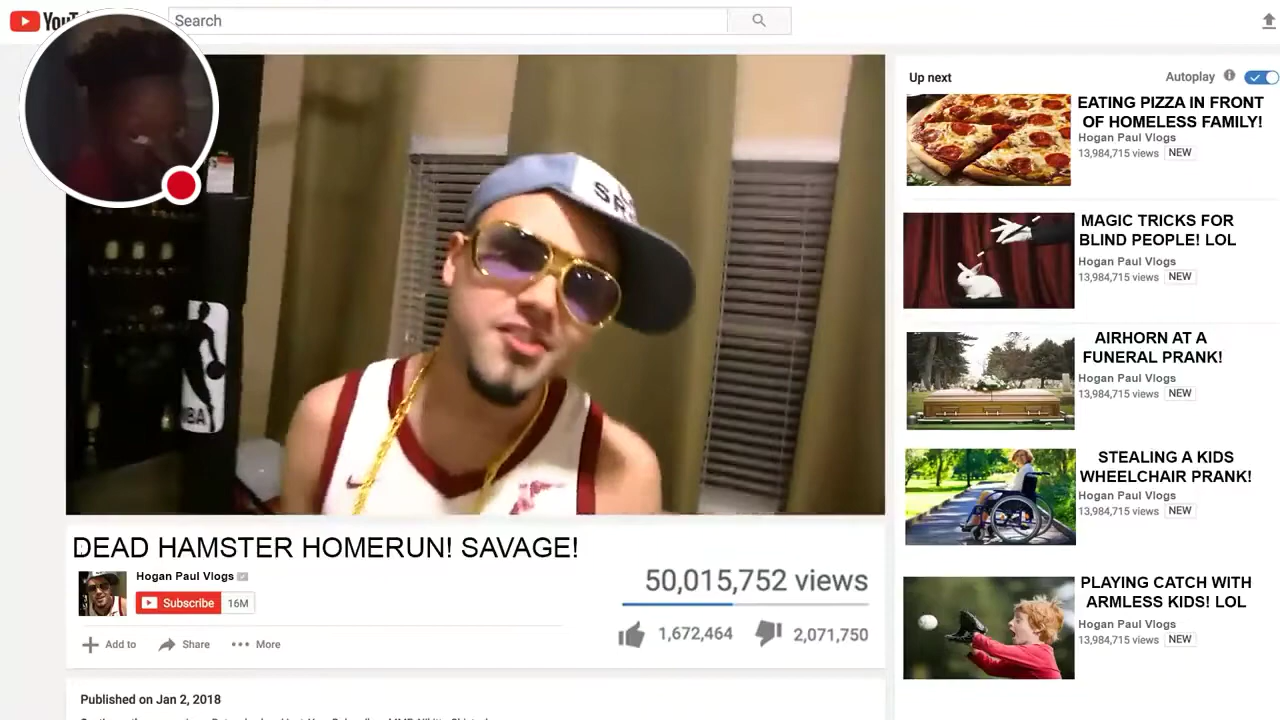 YouT
Search
Up next
Autoplay
EATING PIZZA IN FRONT
OF HOMELESS FAMILY!
Hogan Paul Vlogs
13,984,715 views NEW
MAGIC TRICKS FOR
BLIND PEOPLE! LOL
Hogan Paul Vlogs
13,984,715 views NEW
AIRHORN AT A
FUNERAL PRANK!
Hogan Paul Vlogs
13,984,715 views NEW
STEALING A KIDS
WHEELCHAIR PRANK!
Hogan Paul Vlogs
13,984,715 views NEW
PLAYING CATCH WITH
ARMLESS KIDS! LOL
Hogan Paul Vlogs
13,984,715 views NEW
DEAD HAMSTER HOMERUN! SAVAGE!
Hogan Paul Vlogs
Subscribe 16M
50,015,752 views
1,672,464 2,071,750
Add to Share More
Published on Jan 2, 2018